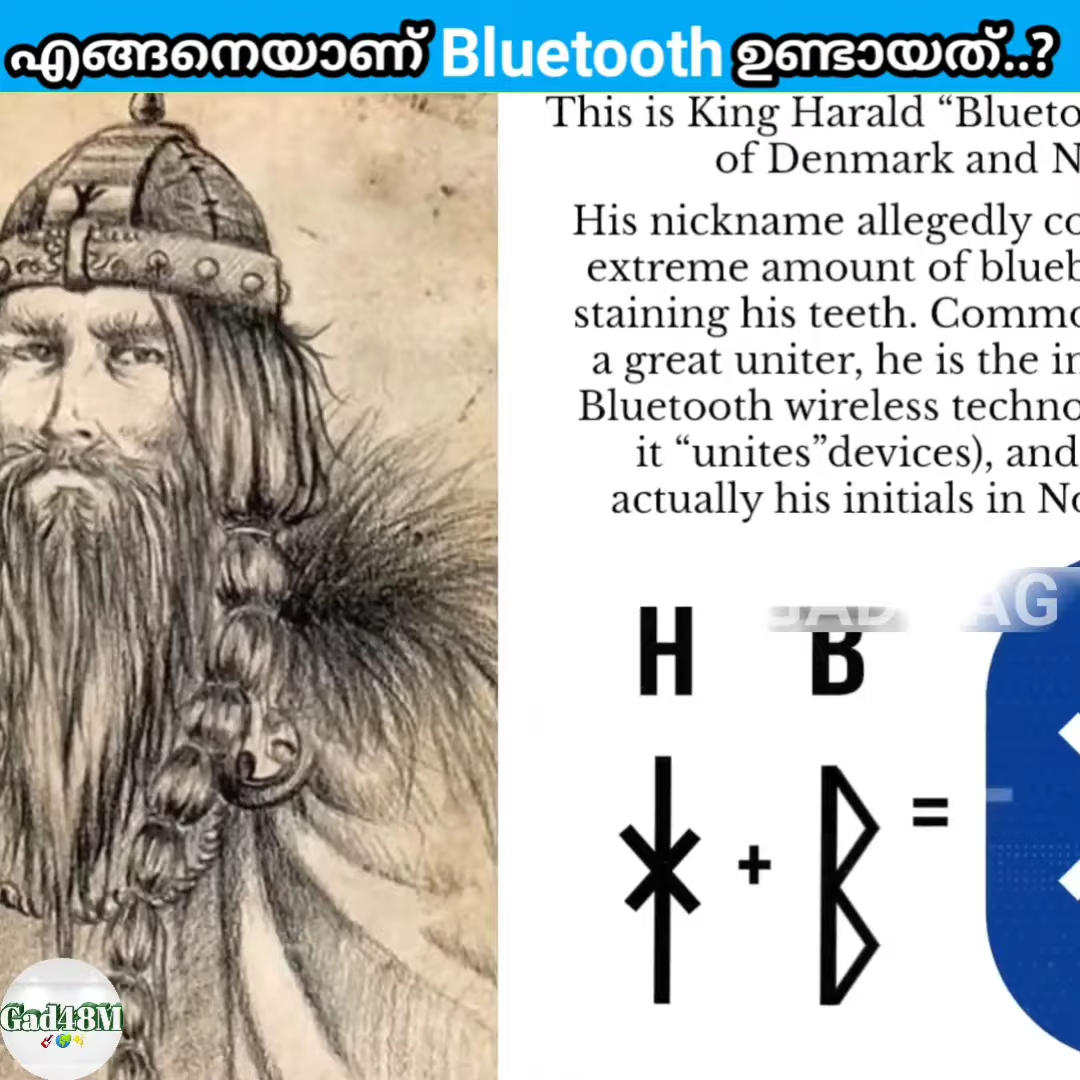 എങ്ങനെയാണ് Bluetooth ഉണ്ടായത്..?
This is King Harald “Blueto
of Denmark and N
His nickname allegedly co
extreme amount of blueb
staining his teeth. Commo
a great uniter, he is the in
Bluetooth wireless techno
it “unites”devices), and
actually his initials in No
H B
ᚼ + ᛒ =
Gad48M